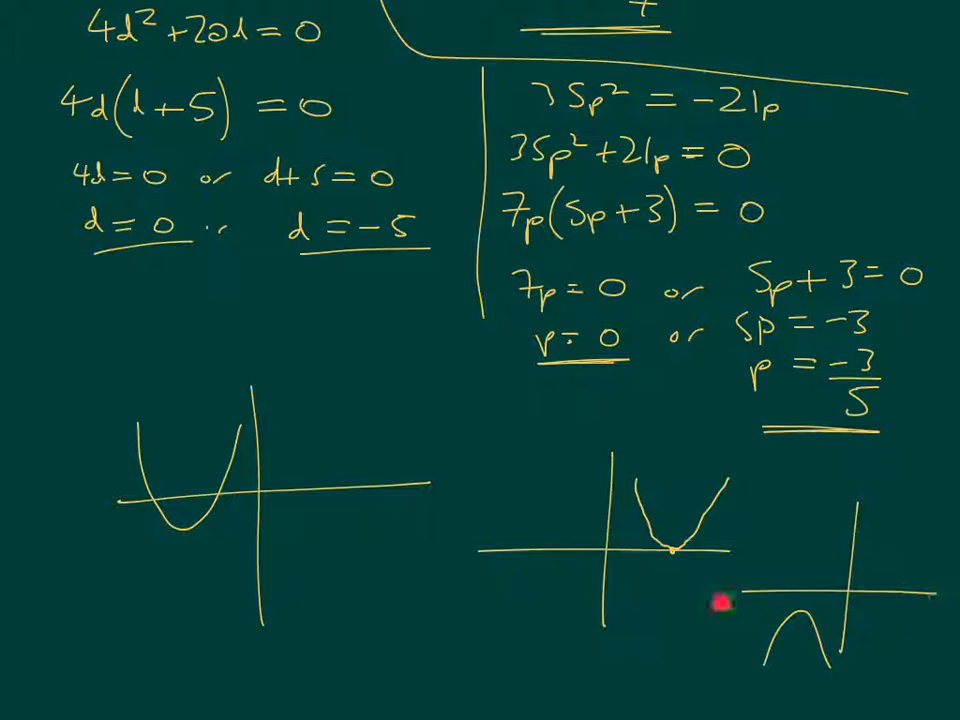 4d² + 20d = 0
4d(d + 5) = 0
4d = 0 or d + 5 = 0
d = 0 or d = -5
35p² = -21p
35p² + 21p = 0
7p(5p + 3) = 0
7p = 0 or 5p + 3 = 0
p = 0 or 5p = -3
p = -3
5